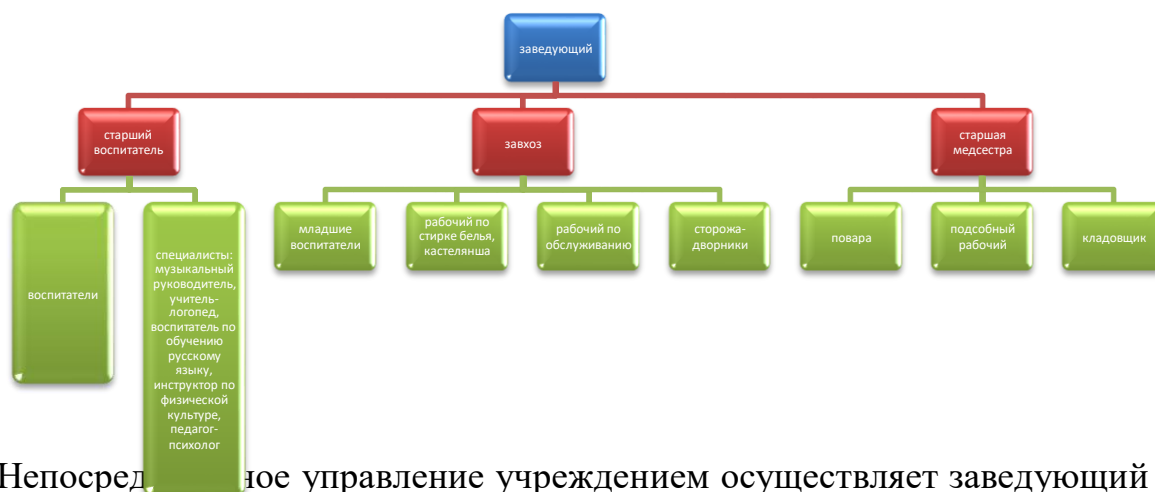 заведующий
старший
воспитатель
завхоз
старшая
медсестра
воспитатели
специалисты:
музыкальный
руководитель,
учитель-
логопед,
воспитатель по
обучению
русскому
языку,
инструктор по
физической
культуре,
педагог-
психолог
младшие
воспитатели
рабочий по
стирке белья,
кастелянша
рабочий по
обслуживанию
сторожа-
дворники
повара
подсобный
рабочий
кладовщик
Непосред ное управление учреждением осуществляет заведующий